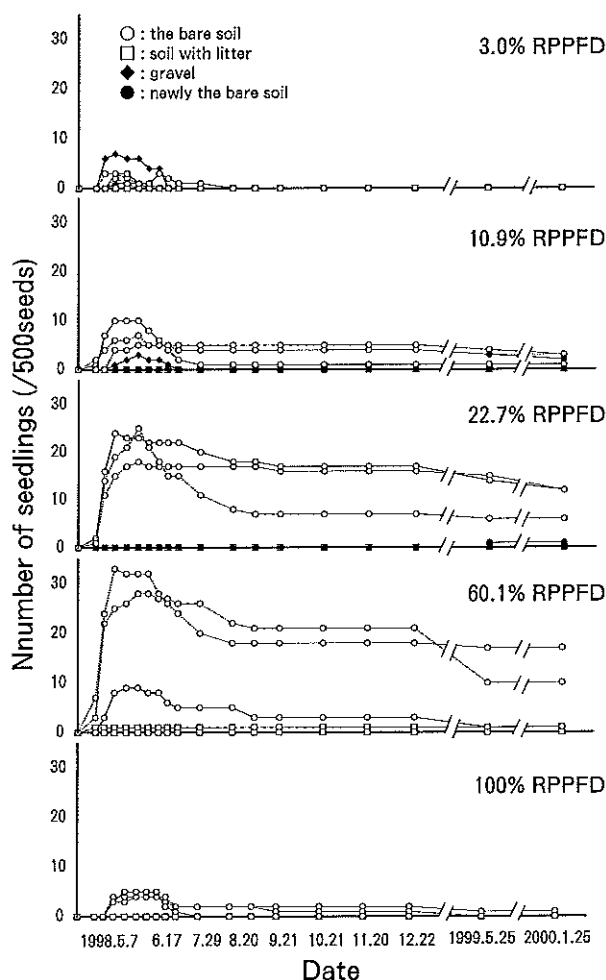 ○ : the bare soil
□ : soil with litter
◆ : gravel
● : newly the bare soil
3.0% RPPFD
30
20
10
0
10.9% RPPFD
30
20
10
0
22.7% RPPFD
30
20
10
0
60.1% RPPFD
30
20
10
0
100% RPPFD
30
20
10
0
Nnumber of seedlings (/500seeds)
1998.5.7 6.17 7.29 8.20 9.21 10.21 11.20 12.22 1999.5.25 2000.1.25
Date